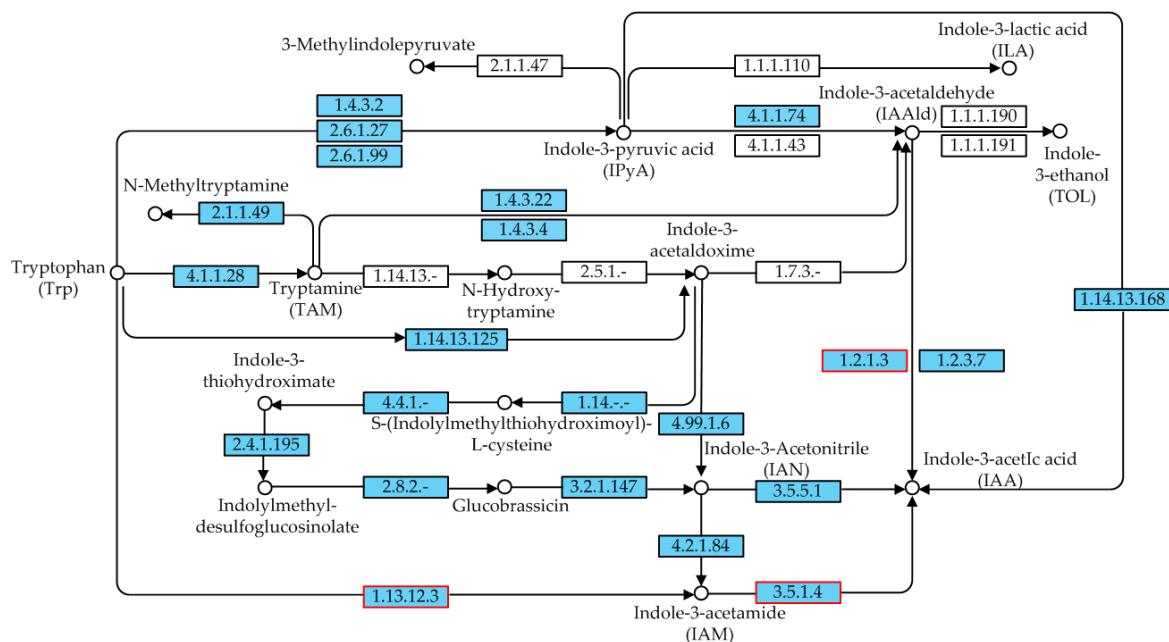 3-Methylindolepyruvate
2.1.1.47
1.1.1.110
Indole-3-lactic acid
(ILA)
1.4.3.2
2.6.1.27
2.6.1.99
Indole-3-pyruvic acid
(IPyA)
4.1.1.74
4.1.1.43
Indole-3-acetaldehyde
(IAAld)
1.1.1.190
1.1.1.191
Indole-
3-ethanol
(TOL)
N-Methyltryptamine
2.1.1.49
1.4.3.22
1.4.3.4
Tryptophan
(Trp)
4.1.1.28
Tryptamine
(TAM)
1.14.13.-
N-Hydroxy-
tryptamine
2.5.1.-
Indole-3-
acetaldoxime
1.7.3.-
1.14.13.168
1.14.13.125
1.2.1.3
1.2.3.7
Indole-3-
thiohydroximate
4.4.1.-
1.14.-.-
S-(Indolylmethylthiohydroximoyl)-
L-cysteine
4.99.1.6
2.4.1.195
Indole-3-Acetonitrile
(IAN)
Indole-3-acetIc acid
(IAA)
Indolylmethyl-
desulfoglucosinolate
2.8.2.-
Glucobrassicin
3.2.1.147
3.5.5.1
4.2.1.84
1.13.12.3
Indole-3-acetamide
(IAM)
3.5.1.4